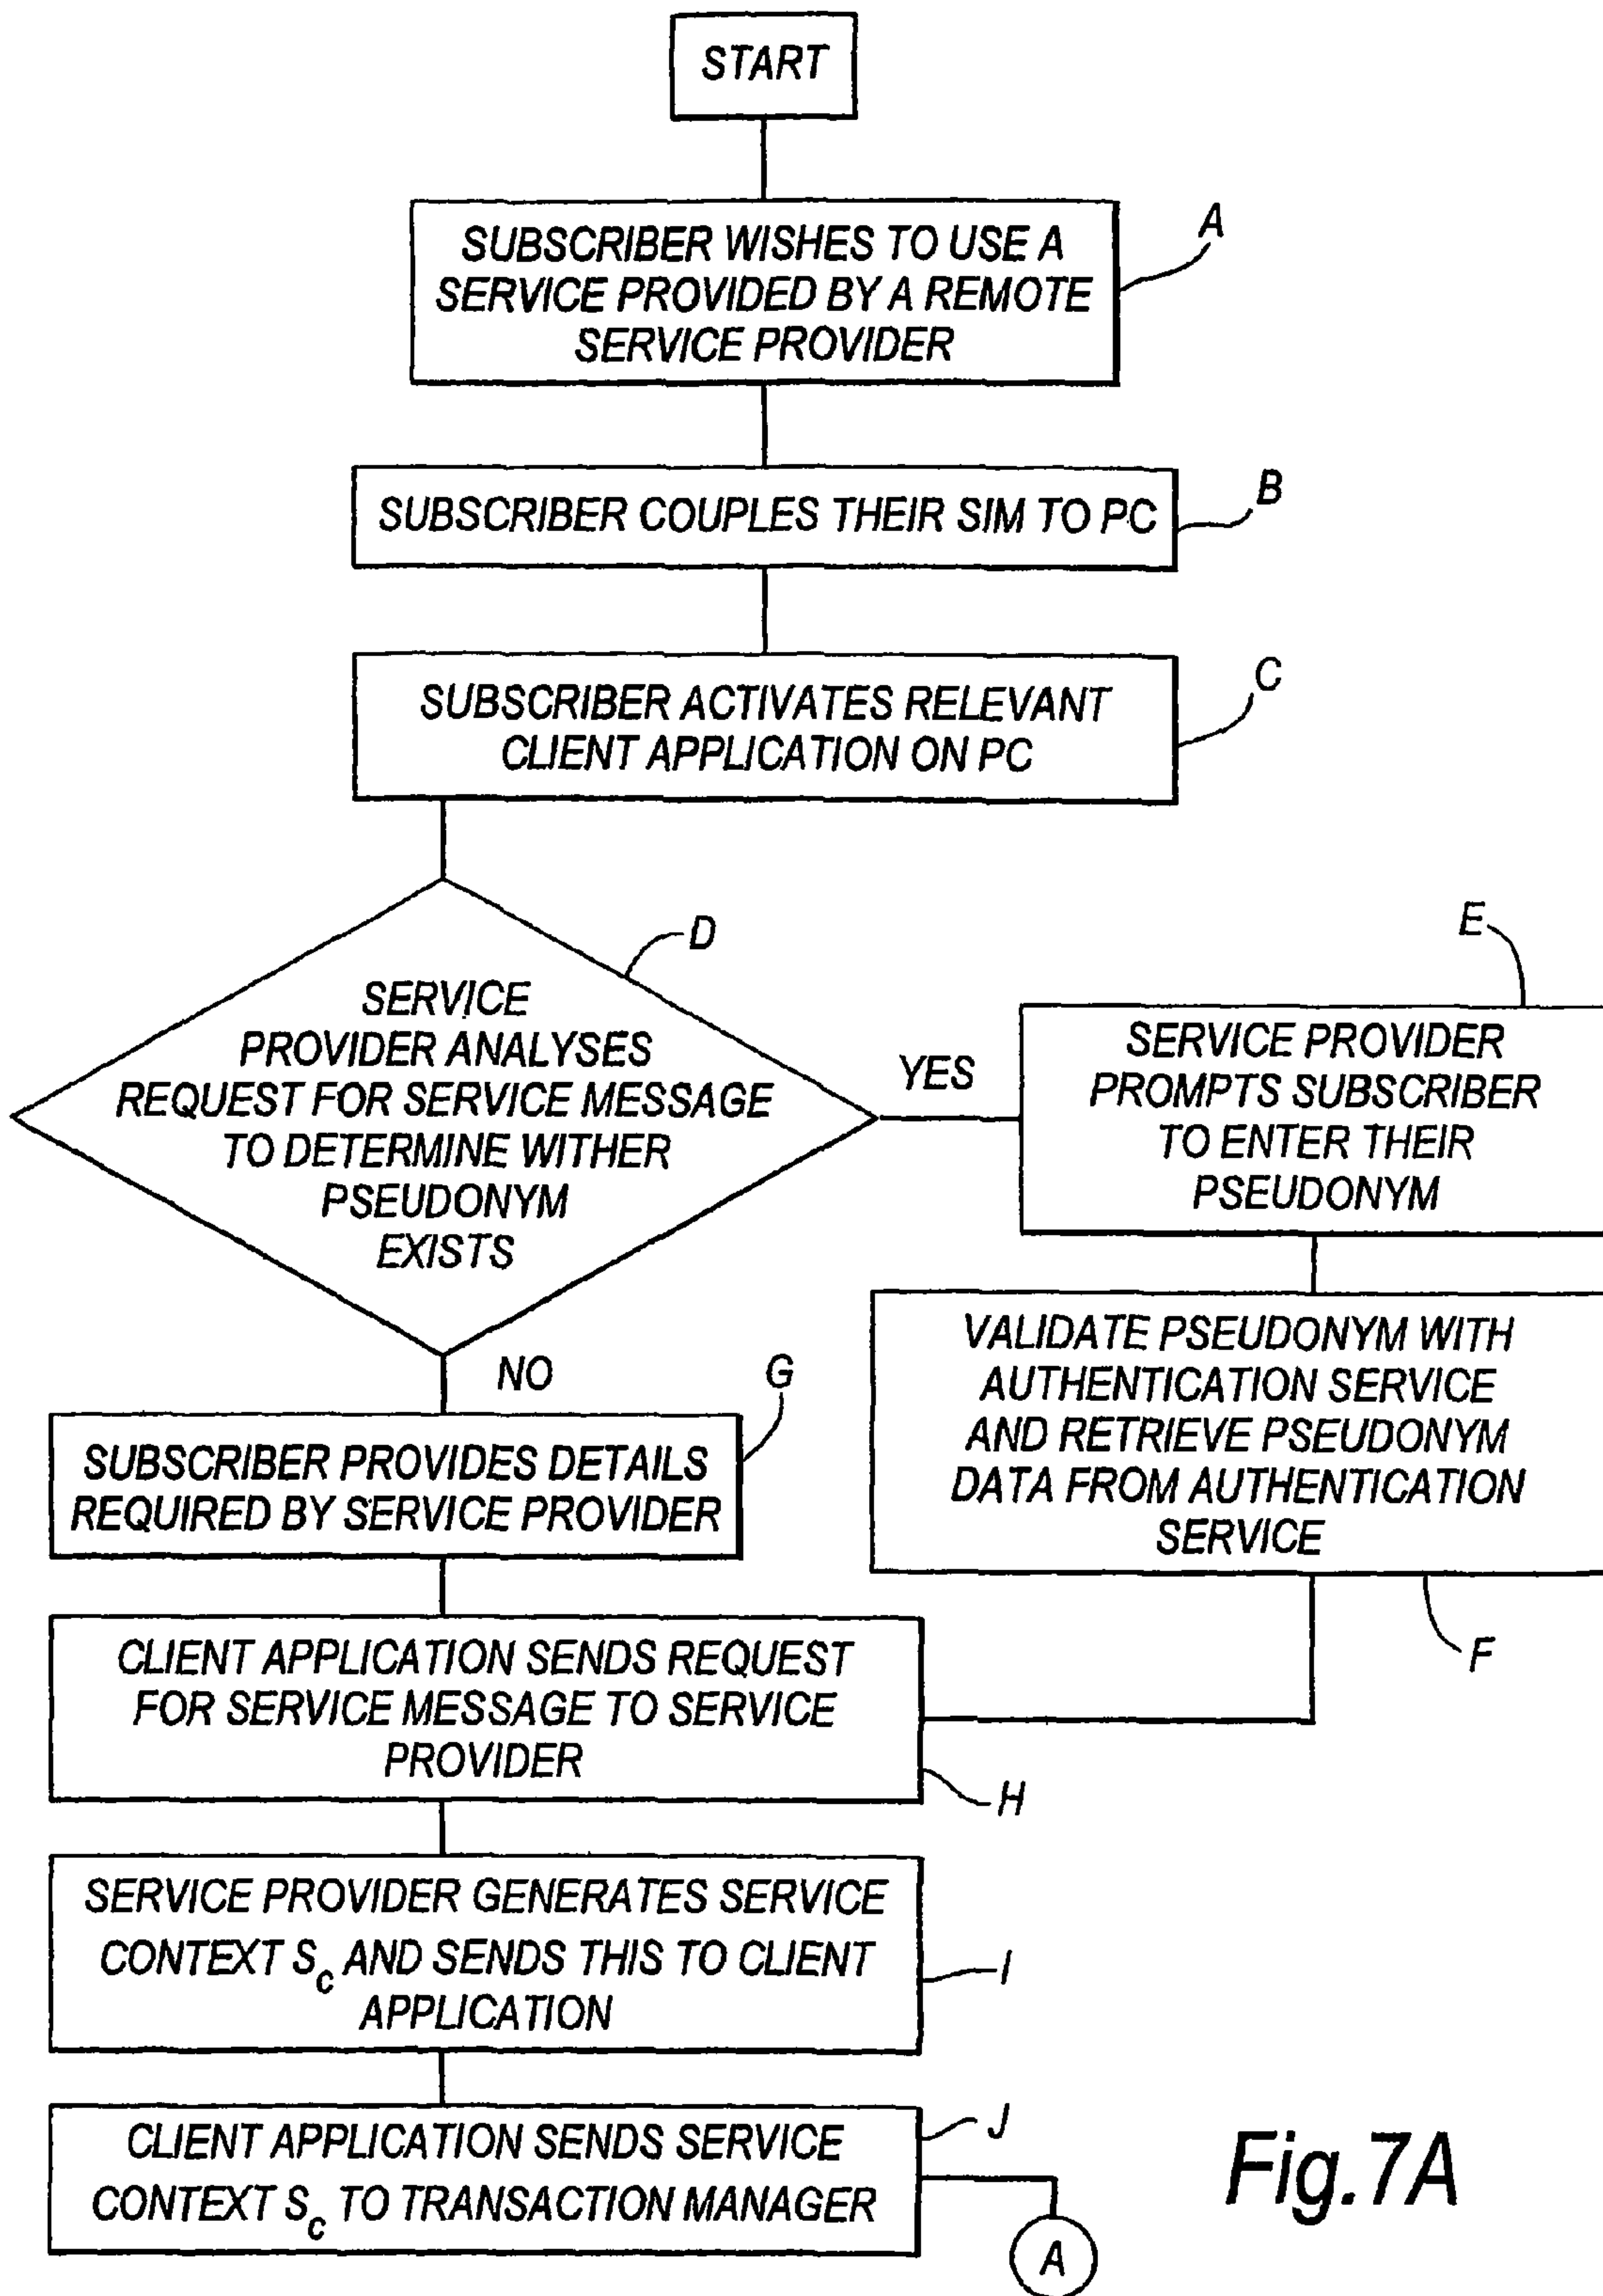 START
SUBSCRIBER WISHES TO USE A
SERVICE PROVIDED BY A REMOTE
SERVICE PROVIDER
A
SUBSCRIBER COUPLES THEIR SIM TO PC
B
SUBSCRIBER ACTIVATES RELEVANT
CLIENT APPLICATION ON PC
C
D
SERVICE
PROVIDER ANALYSES
REQUEST FOR SERVICE MESSAGE
TO DETERMINE WITHER
PSEUDONYM
EXISTS
YES
E
SERVICE PROVIDER
PROMPTS SUBSCRIBER
TO ENTER THEIR
PSEUDONYM
VALIDATE PSEUDONYM WITH
AUTHENTICATION SERVICE
AND RETRIEVE PSEUDONYM
DATA FROM AUTHENTICATION
SERVICE
F
NO
G
SUBSCRIBER PROVIDES DETAILS
REQUIRED BY SERVICE PROVIDER
CLIENT APPLICATION SENDS REQUEST
FOR SERVICE MESSAGE TO SERVICE
PROVIDER
H
SERVICE PROVIDER GENERATES SERVICE
CONTEXT Sc AND SENDS THIS TO CLIENT
APPLICATION
I
CLIENT APPLICATION SENDS SERVICE
CONTEXT Sc TO TRANSACTION MANAGER
J
A
Fig.7A